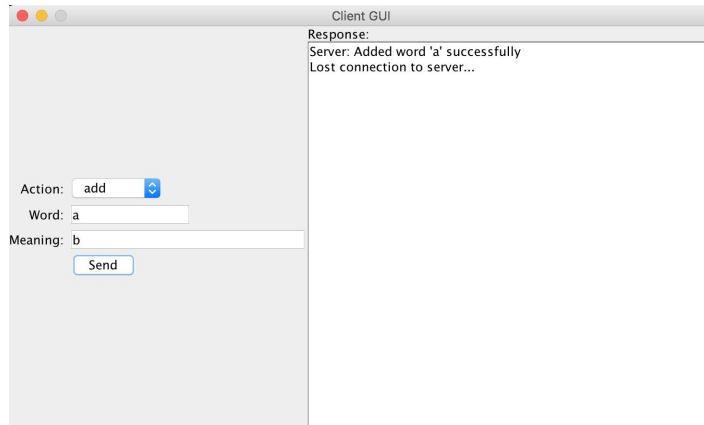 Client GUI
Response:
Server: Added word 'a' successfully
Lost connection to server...
Action: add
Word: a
Meaning: b
Send